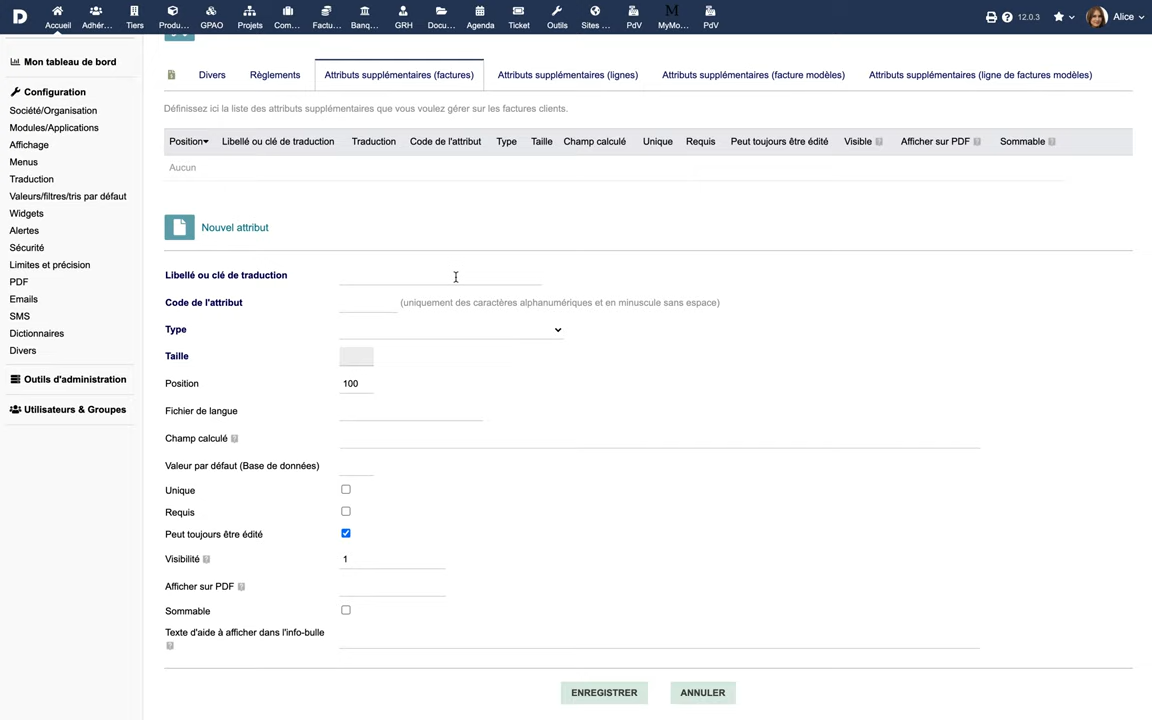 D
Accueil Adhér... Tiers Produ... GPAO Projets Com... Factu... Banq... GRH Docu... Agenda Ticket Outils Sites ... PdV MyMo... PdV
12.0.3 Alice
Mon tableau de bord
Configuration
Société/Organisation
Modules/Applications
Affichage
Menus
Traduction
Valeurs/filtres/tris par défaut
Widgets
Alertes
Sécurité
Limites et précision
PDF
Emails
SMS
Dictionnaires
Divers
Outils d'administration
Utilisateurs & Groupes
Divers Règlements Attributs supplémentaires (factures) Attributs supplémentaires (lignes) Attributs supplémentaires (facture modèles) Attributs supplémentaires (ligne de factures modèles)
Définissez ici la liste des attributs supplémentaires que vous voulez gérer sur les factures clients.
Position Libellé ou clé de traduction Traduction Code de l'attribut Type Taille Champ calculé Unique Requis Peut toujours être édité Visible Afficher sur PDF Sommable
Aucun
Nouvel attribut
Libellé ou clé de traduction
Code de l'attribut (uniquement des caractères alphanumériques et en minuscule sans espace)
Type
Taille
Position 100
Fichier de langue
Champ calculé
Valeur par défaut (Base de données)
Unique
Requis
Peut toujours être édité
Visibilité 1
Afficher sur PDF
Sommable
Texte d'aide à afficher dans l'info-bulle
ENREGISTRER ANNULER